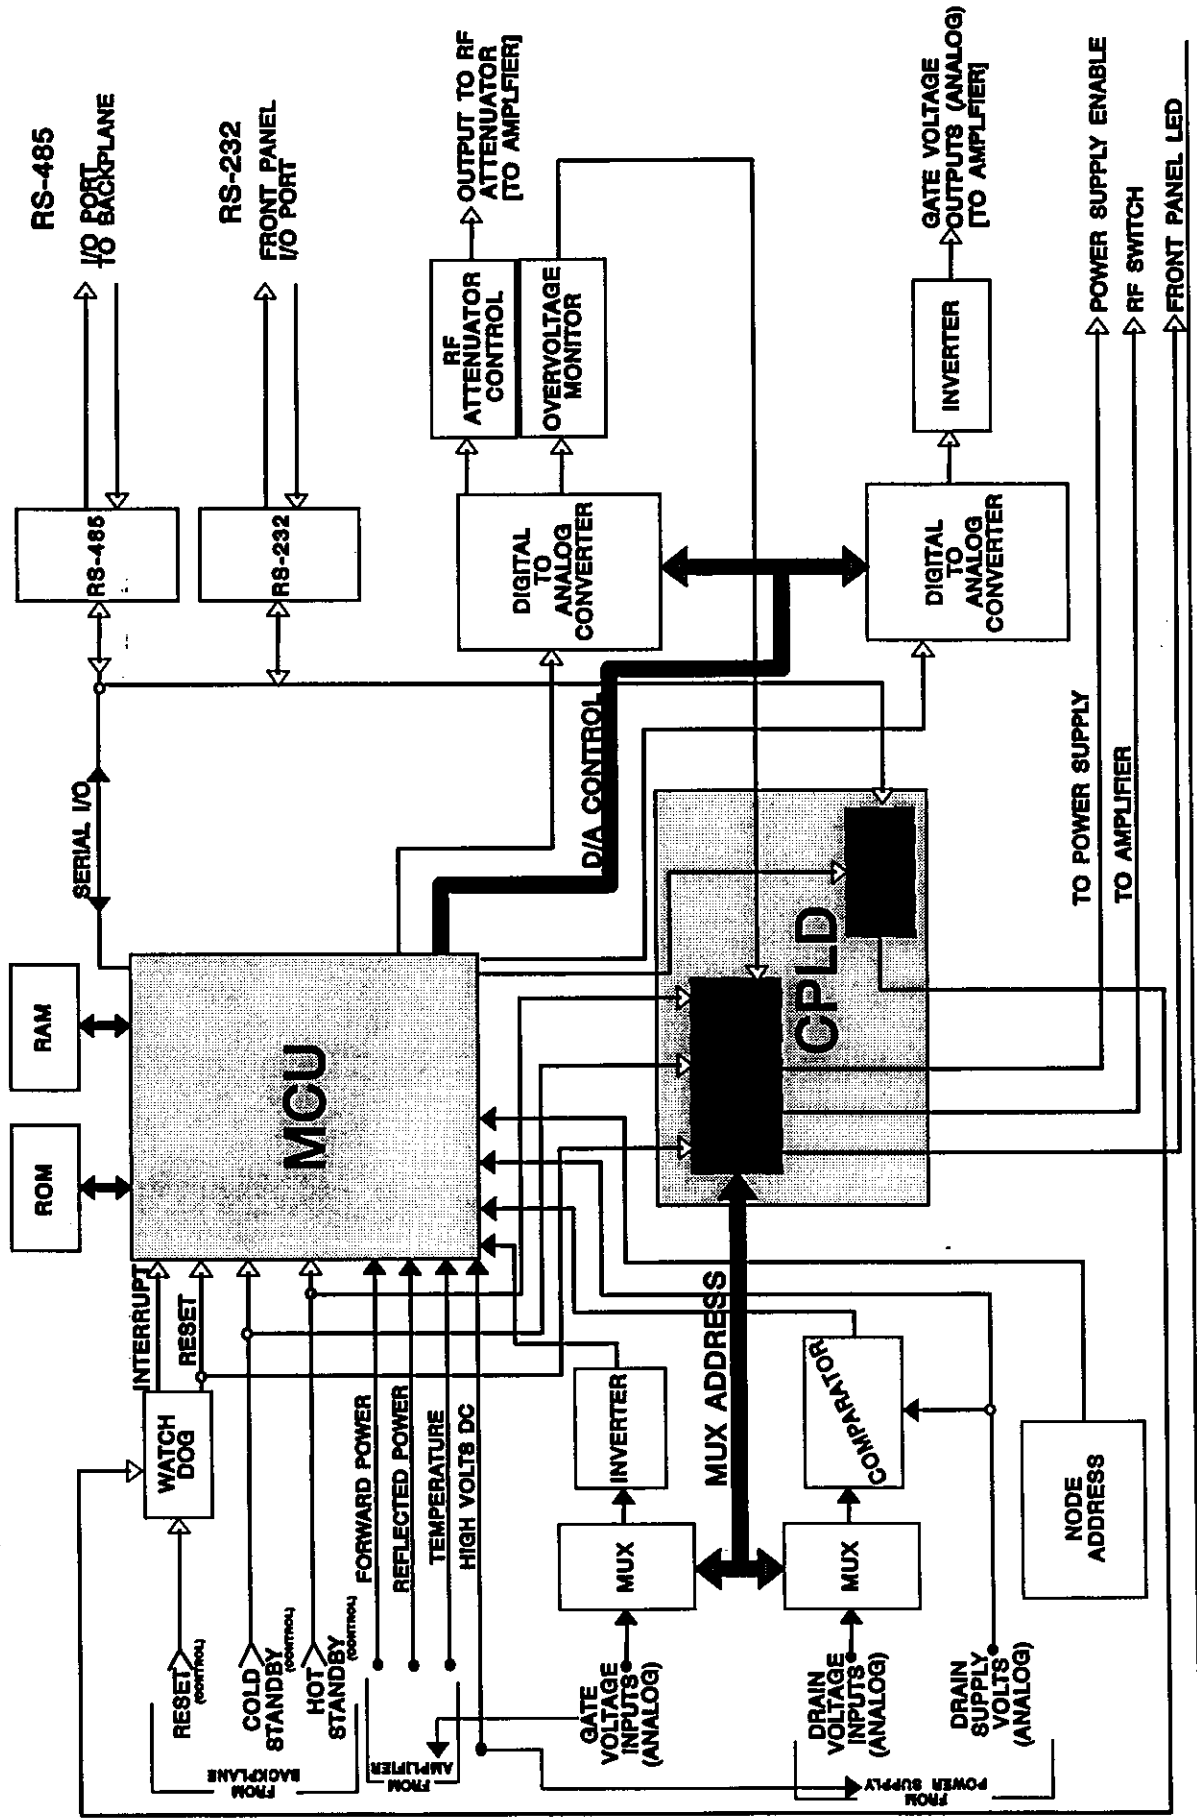 RS-485
I/O PORT
TO BACKPLANE
RS-232
FRONT PANEL
I/O PORT
OUTPUT TO RF
ATTENUATOR
[TO AMPLFIER]
GATE VOLTAGE
OUTPUTS (ANALOG)
[TO AMPLFIER]
POWER SUPPLY ENABLE
RF SWITCH
FRONT PANEL LED
RF
ATTENUATOR
CONTROL
OVERVOLTAGE
MONITOR
INVERTER
RS-485
RS-232
DIGITAL
TO
ANALOG
CONVERTER
DIGITAL
TO
ANALOG
CONVERTER
SERIAL I/O
D/A CONTROL
TO POWER SUPPLY
TO AMPLIFIER
RAM
ROM
MCU
CPLD
INTERRUPT
RESET
WATCH
DOG
FORWARD POWER
REFLECTED POWER
TEMPERATURE
HIGH VOLTS DC
INVERTER
MUX ADDRESS
COMPARATOR
MUX
MUX
NODE
ADDRESS
RESET
(CONTROL)
COLD
STANDBY
(CONTROL)
HOT
STANDBY
(CONTROL)
GATE
VOLTAGE
INPUTS
(ANALOG)
DRAIN
VOLTAGE
INPUTS
(ANALOG)
DRAIN
SUPPLY
VOLTS
(ANALOG)
FROM
BACKPLANE
FROM
AMPLIFIER
FROM
POWER SUPPLY